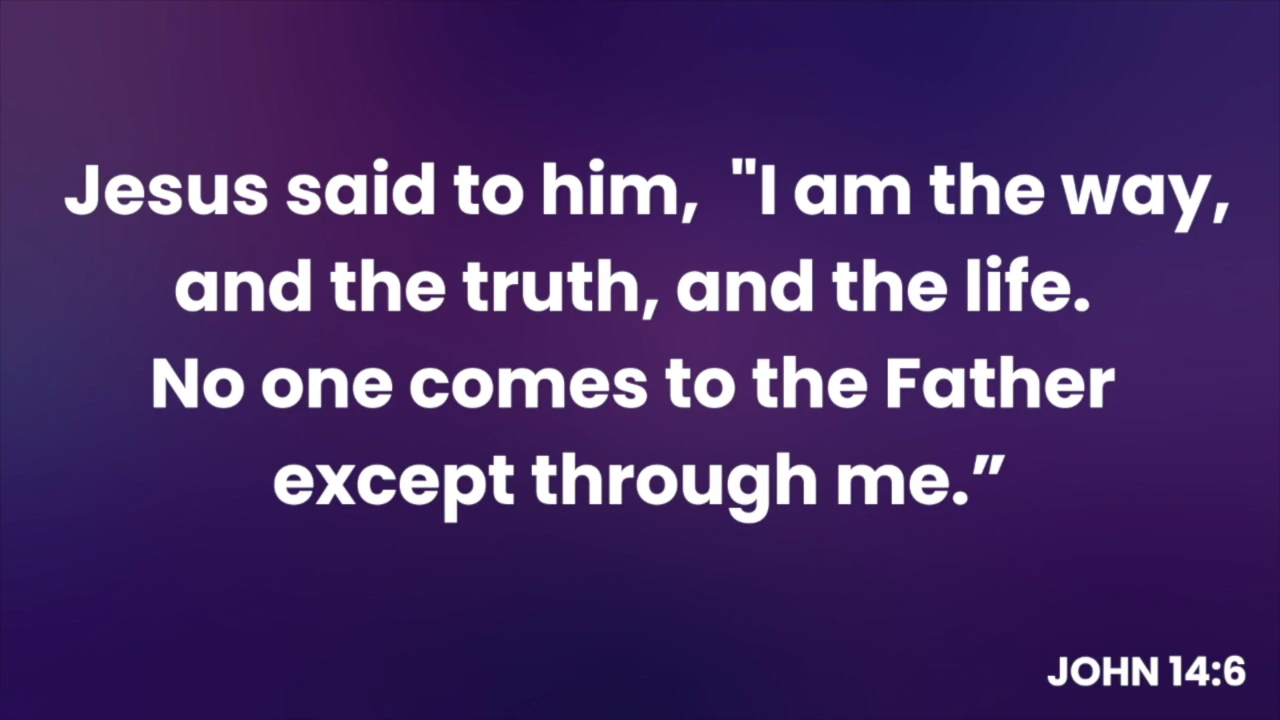 Jesus said to him,  "I am the way,
and the truth, and the life.
No one comes to the Father
except through me.”
JOHN 14:6